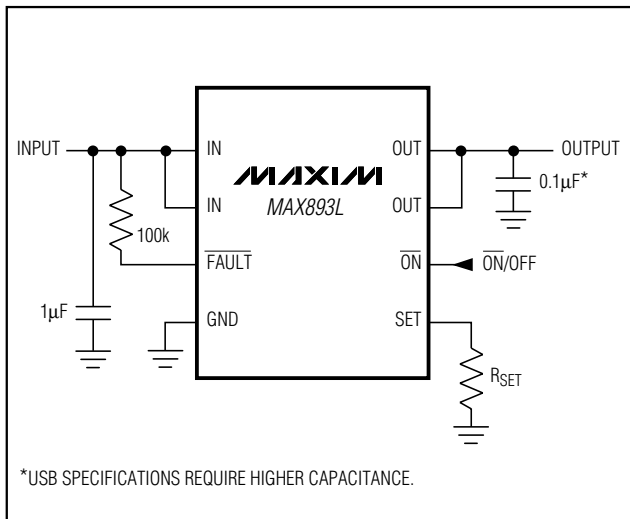 INPUT
IN
IN
FAULT
GND
100k
1µF
MAXIM
MAX893L
OUT
OUT
ON
SET
OUTPUT
0.1µF*
ON/OFF
RSET
*USB SPECIFICATIONS REQUIRE HIGHER CAPACITANCE.